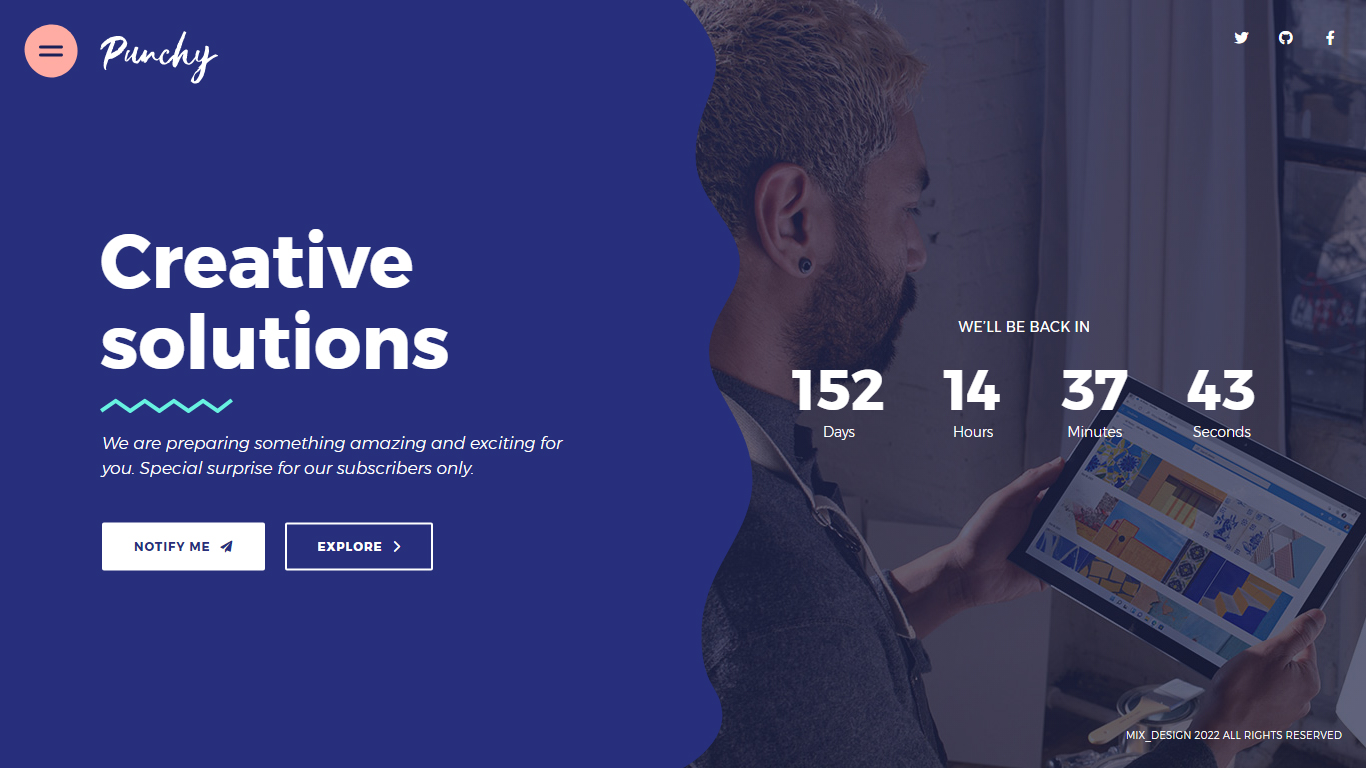 Punchy
Creative
solutions
We are preparing something amazing and exciting for
you. Special surprise for our subscribers only.
NOTIFY ME
EXPLORE
WE'LL BE BACK IN
152 14 37 43
Days Hours Minutes Seconds
MIX_DESIGN 2022 ALL RIGHTS RESERVED